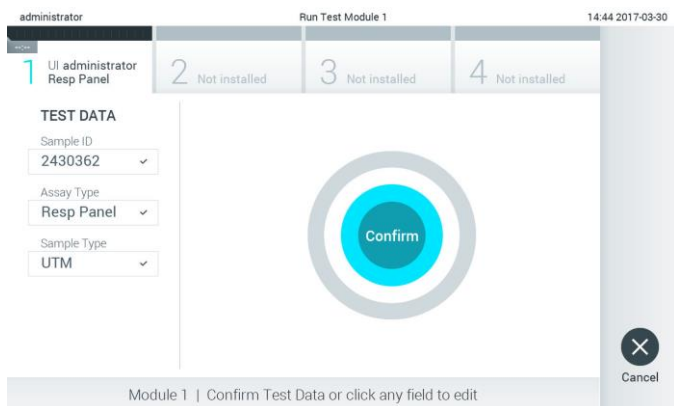 administrator
Run Test Module 1
14:44 2017-03-30
--:--
1 UI administrator
Resp Panel
2 Not installed
3 Not installed
4 Not installed
TEST DATA
Sample ID
2430362
Assay Type
Resp Panel
Sample Type
UTM
Confirm
Cancel
Module 1 | Confirm Test Data or click any field to edit